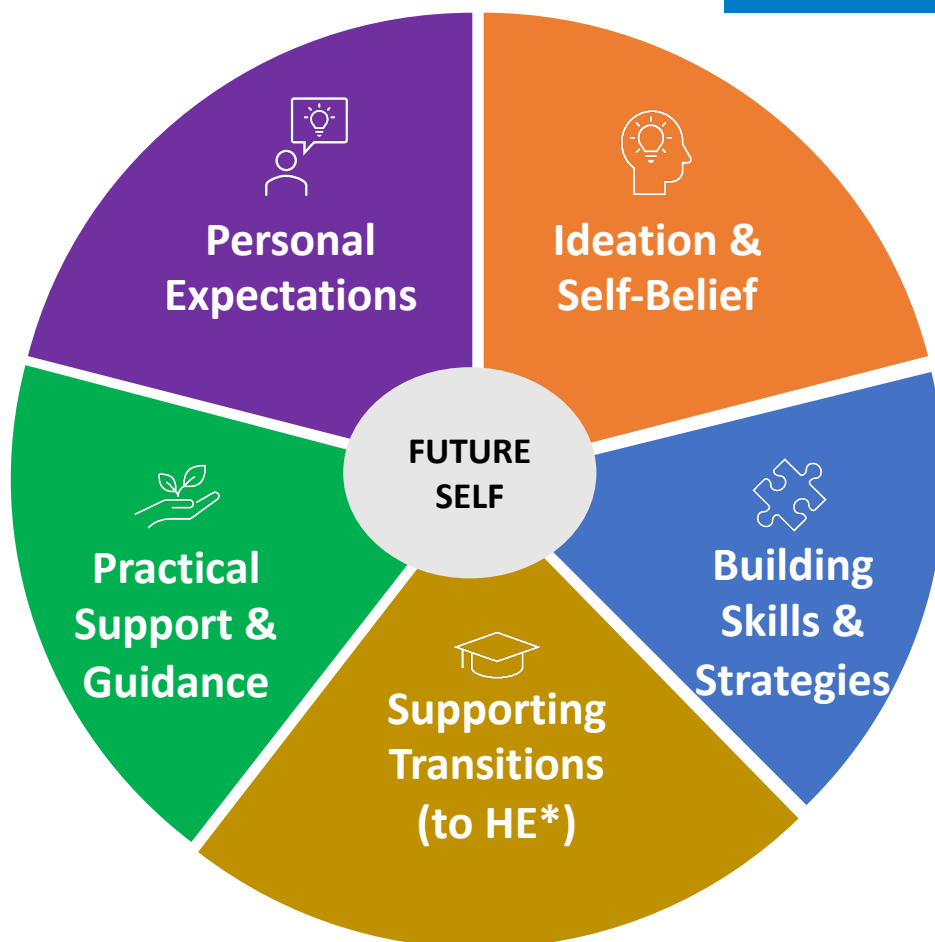 Personal
Expectations
Ideation &
Self-Belief
FUTURE
SELF
Practical
Support &
Guidance
Building
Skills &
Strategies
Supporting
Transitions
(to HE*)